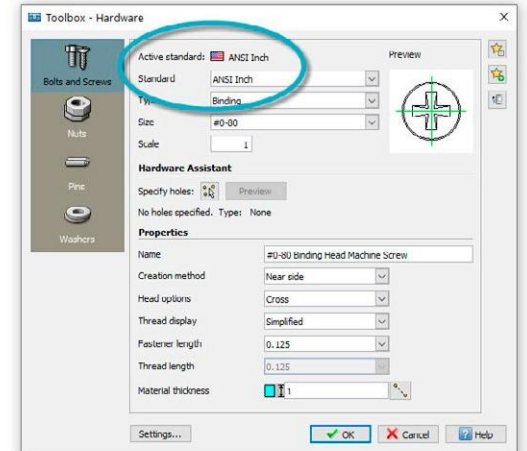 Toolbox - Hardware
Bolts and Screws
Nuts
Pins
Washers
Active standard: ANSI Inch
Preview
Standard ANSI Inch
Type Binding
Size #0-80
Scale 1
Hardware Assistant
Specify holes: Preview
No holes specified. Type: None
Properties
Name #0-80 Binding Head Machine Screw
Creation method Near side
Head options Cross
Thread display Simplified
Fastener length 0.125
Thread length 0.125
Material thickness 1
Settings... OK Cancel Help